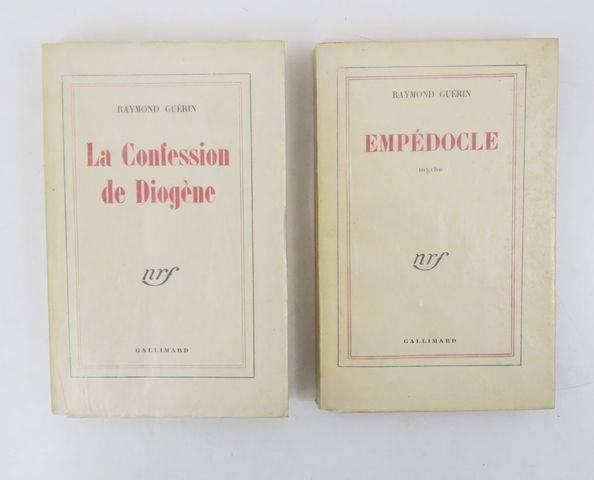 RAYMOND GUÉRIN
La Confession
de Diogène
nrf
GALLIMARD
RAYMOND GUÉRIN
EMPÉDOCLE
mythe
nrf
GALLIMARD